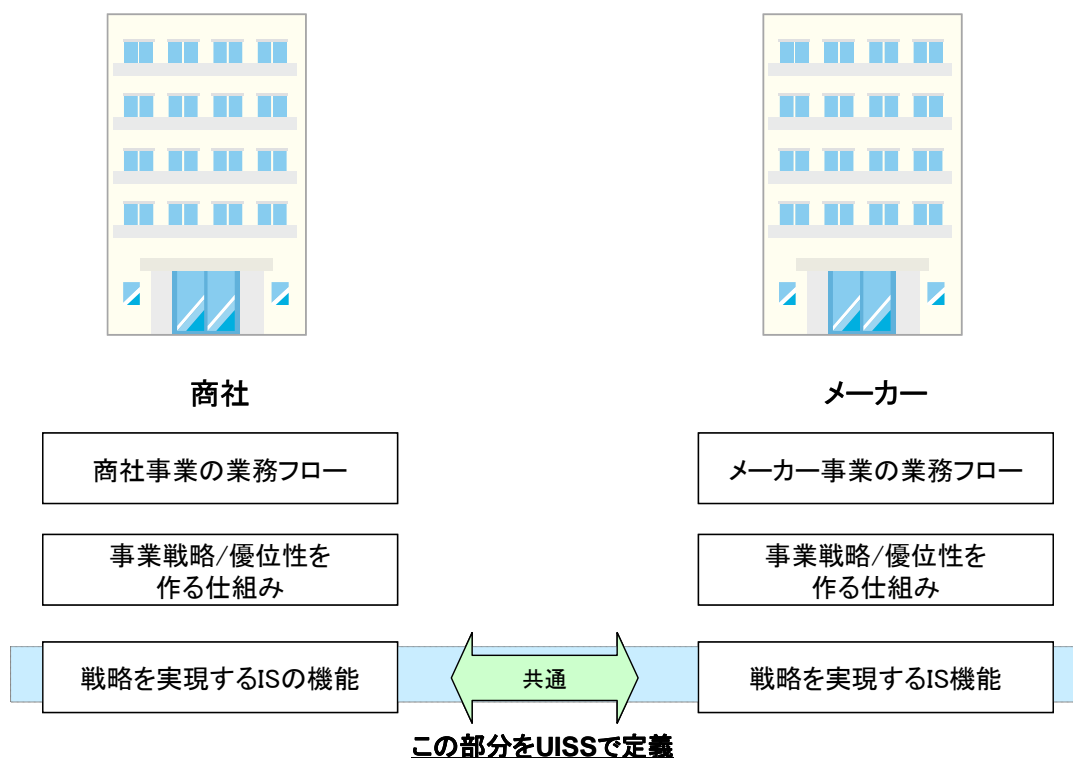 商社
メーカー
商社事業の業務フロー
メーカー事業の業務フロー
事業戦略/優位性を
作る仕組み
事業戦略/優位性を
作る仕組み
戦略を実現するISの機能
共通
戦略を実現するIS機能
この部分をUISSで定義